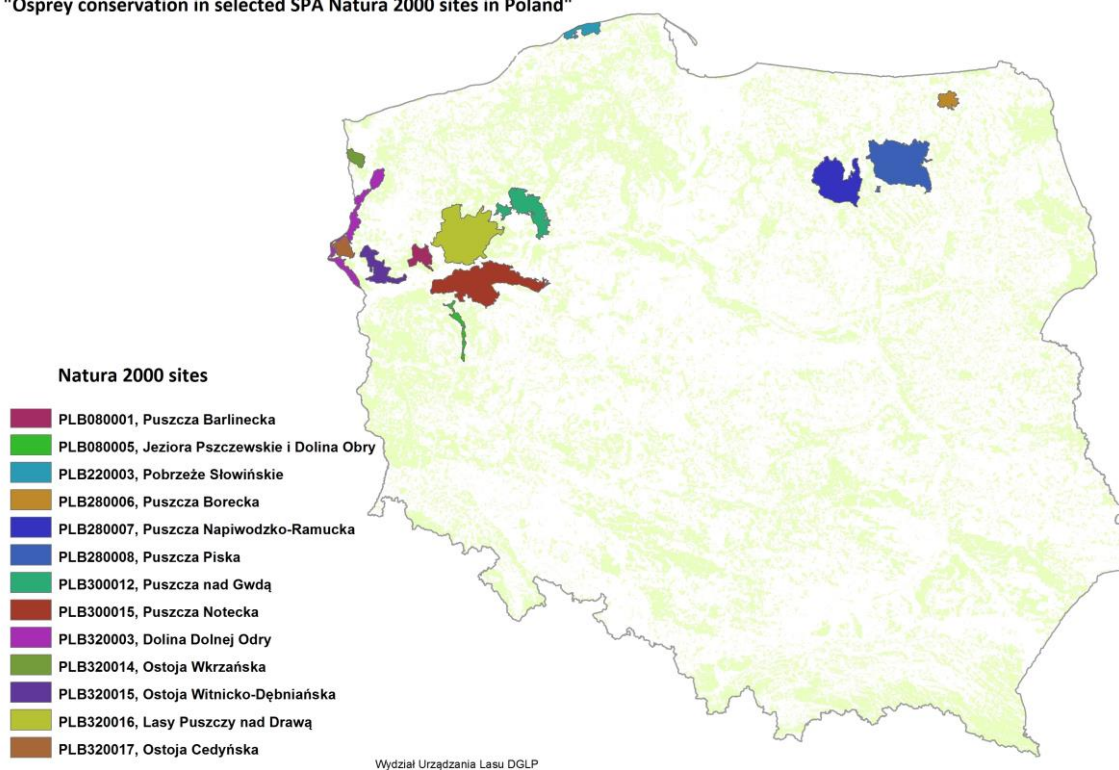 "Osprey conservation in selected SPA Natura 2000 sites in Poland"
Natura 2000 sites
PLB080001, Puszcza Barlinecka
PLB080005, Jeziora Pszczewskie i Dolina Obry
PLB220003, Pobrzeże Słowińskie
PLB280006, Puszcza Borecka
PLB280007, Puszcza Napiwodzko-Ramucka
PLB280008, Puszcza Piska
PLB300012, Puszcza nad Gwdą
PLB300015, Puszcza Notecka
PLB320003, Dolina Dolnej Odry
PLB320014, Ostoja Wkrzańska
PLB320015, Ostoja Witnicko-Dębniańska
PLB320016, Lasy Puszczy nad Drawą
PLB320017, Ostoja Cedyńska
Wydział Urządzania Lasu DGLP